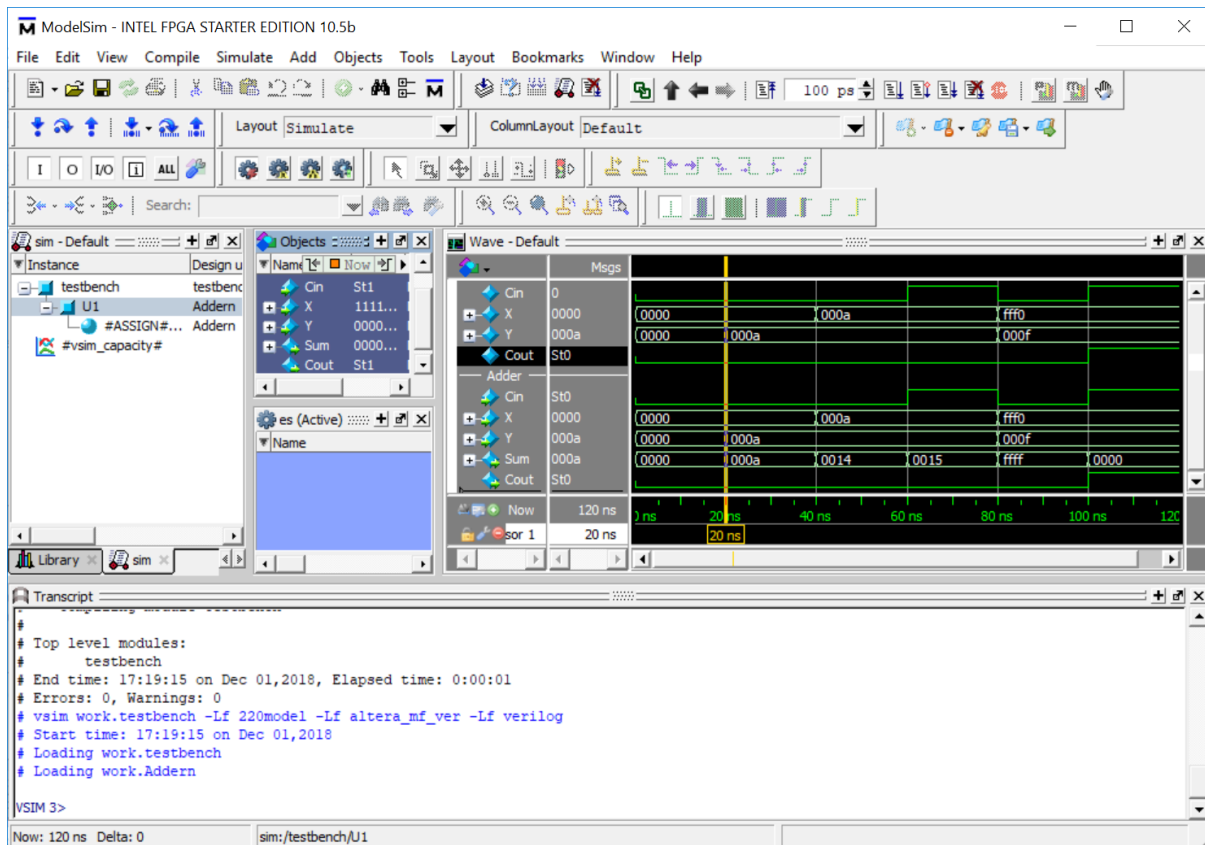 ModelSim - INTEL FPGA STARTER EDITION 10.5b
File Edit View Compile Simulate Add Objects Tools Layout Bookmarks Window Help
100 ps
Layout Simulate ColumnLayout Default
I O I/O i ALL
Search:
sim - Default
Instance Design u
testbench testbenc
U1 Addern
#ASSIGN#... Addern
#vsim_capacity#
Library sim
Objects
Name Now
Cin St1
X 1111...
Y 0000...
Sum 0000...
Cout St1
es (Active)
Name
Wave - Default
Msgs
Cin 0
X 0000 0000 000a fff0
Y 000a 0000 000a 000f
Cout St0
Adder
Cin St0
X 0000 0000 000a fff0
Y 000a 0000 000a 000f
Sum 000a 0000 000a 0014 0015 ffff 0000
Cout St0
Now 120 ns ns 20 ns 40 ns 60 ns 80 ns 100 ns 120
sor 1 20 ns 20 ns
Transcript
#
# Top level modules:
# testbench
# End time: 17:19:15 on Dec 01,2018, Elapsed time: 0:00:01
# Errors: 0, Warnings: 0
# vsim work.testbench -Lf 220model -Lf altera_mf_ver -Lf verilog
# Start time: 17:19:15 on Dec 01,2018
# Loading work.testbench
# Loading work.Addern
VSIM 3>
Now: 120 ns Delta: 0 sim:/testbench/U1